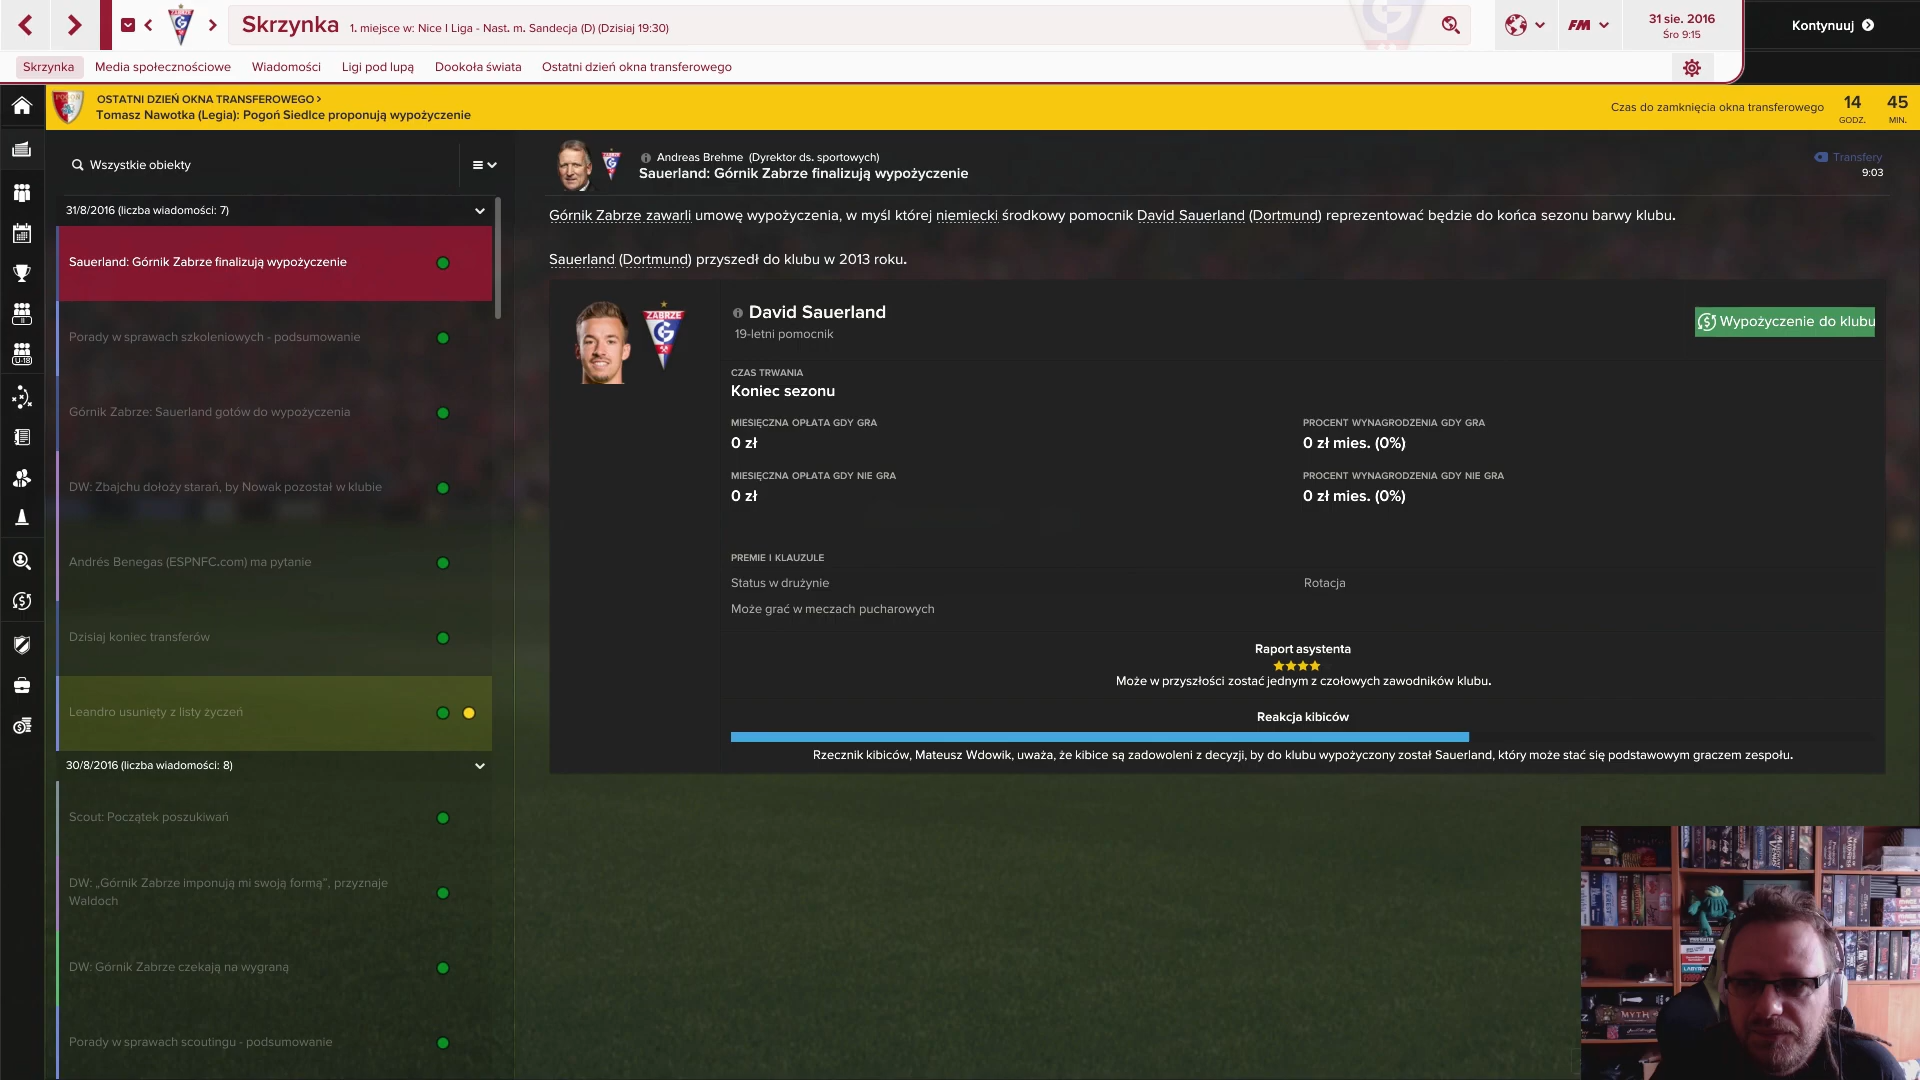 Skrzynka
1. miejsce w: Nice I Liga - Nast. m. Sandecja (D) (Dzisiaj 19:30)
FM
31 sie. 2016
Śro 9:15
Kontynuuj
Skrzynka
Media społecznościowe
Wiadomości
Ligi pod lupą
Dookoła świata
Ostatni dzień okna transferowego
OSTATNI DZIEŃ OKNA TRANSFEROWEGO >
Tomasz Nawotka (Legia): Pogoń Siedlce proponują wypożyczenie
Czas do zamknięcia okna transferowego
14
GODZ.
45
MIN.
Wszystkie obiekty
31/8/2016 (liczba wiadomości: 7)
Sauerland: Górnik Zabrze finalizują wypożyczenie
Porady w sprawach szkoleniowych - podsumowanie
Górnik Zabrze: Sauerland gotów do wypożyczenia
DW: Zbajchu dołoży starań, by Nowak pozostał w klubie
Andrés Benegas (ESPNFC.com) ma pytanie
Dzisiaj koniec transferów
Leandro usunięty z listy życzeń
30/8/2016 (liczba wiadomości: 8)
Scout: Początek poszukiwań
DW: „Górnik Zabrze imponują mi swoją formą”, przyznaje
Waldoch
DW: Górnik Zabrze czekają na wygraną
Porady w sprawach scoutingu - podsumowanie
II
U-18
Andreas Brehme (Dyrektor ds. sportowych)
Sauerland: Górnik Zabrze finalizują wypożyczenie
Transfery
9:03
Górnik Zabrze zawarli umowę wypożyczenia, w myśl której niemiecki środkowy pomocnik David Sauerland (Dortmund) reprezentować będzie do końca sezonu barwy klubu.
Sauerland (Dortmund) przyszedł do klubu w 2013 roku.
ZABRZE
David Sauerland
19-letni pomocnik
Wypożyczenie do klubu
CZAS TRWANIA
Koniec sezonu
MIESIĘCZNA OPŁATA GDY GRA
0 zł
PROCENT WYNAGRODZENIA GDY GRA
0 zł mies. (0%)
MIESIĘCZNA OPŁATA GDY NIE GRA
0 zł
PROCENT WYNAGRODZENIA GDY NIE GRA
0 zł mies. (0%)
PREMIE I KLAUZULE
Status w drużynie
Rotacja
Może grać w meczach pucharowych
Raport asystenta
Może w przyszłości zostać jednym z czołowych zawodników klubu.
Reakcja kibiców
Rzecznik kibiców, Mateusz Wdowik, uważa, że kibice są zadowoleni z decyzji, by do klubu wypożyczony został Sauerland, który może stać się podstawowym graczem zespołu.
MYTH